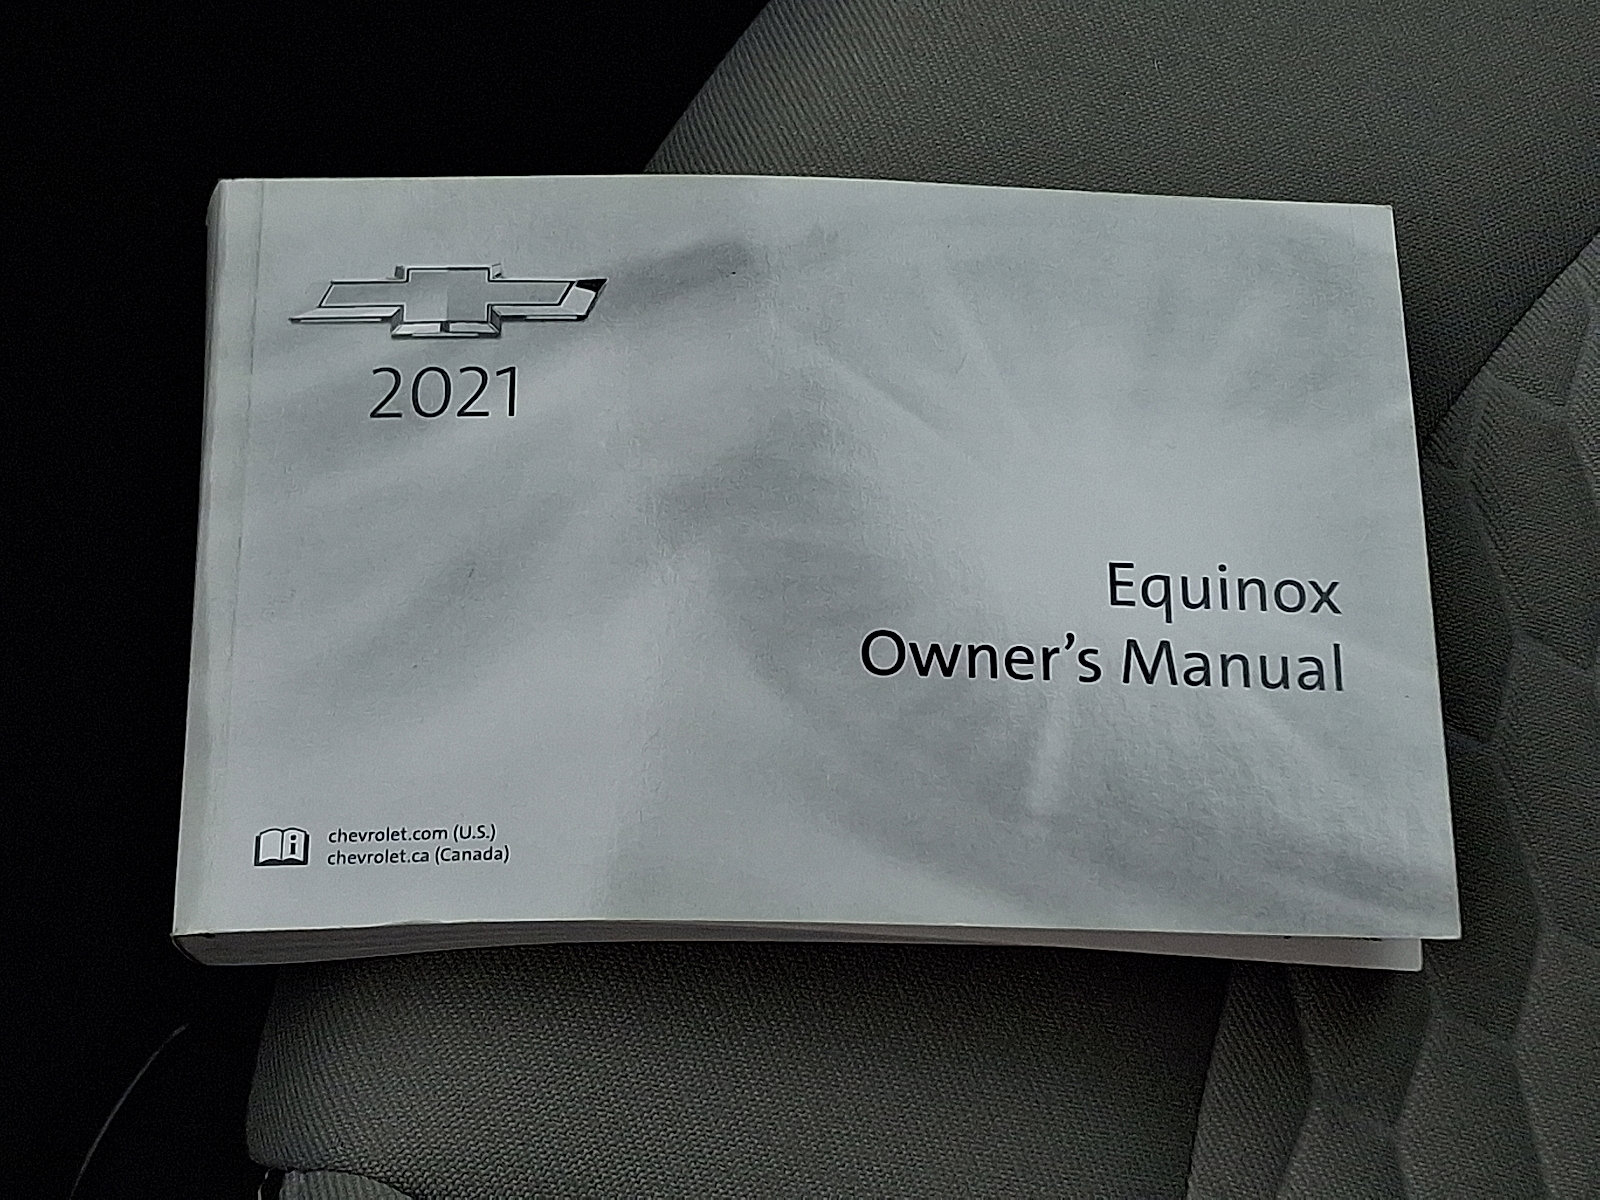 2021
Equinox
Owner's Manual
chevrolet.com (U.S.)
chevrolet.ca (Canada)